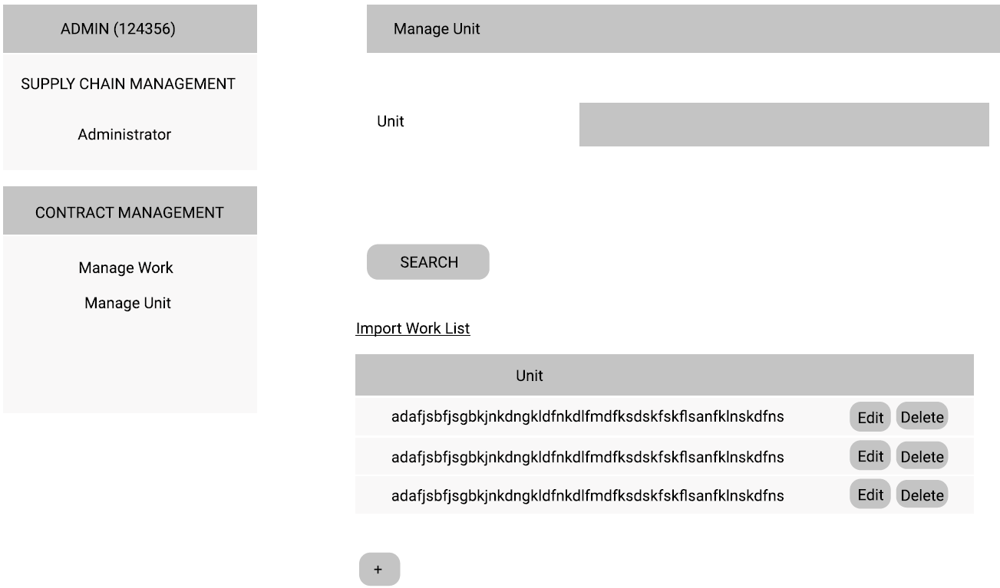 ADMIN (124356)
SUPPLY CHAIN MANAGEMENT
Administrator
CONTRACT MANAGEMENT
Manage Work
Manage Unit
Manage Unit
Unit
SEARCH
Import Work List
Unit
adafjsbfjsgbkjnkdngkldfnkdlfmdfksdskfskflsanfklnskdfns Edit Delete
adafjsbfjsgbkjnkdngkldfnkdlfmdfksdskfskflsanfklnskdfns Edit Delete
adafjsbfjsgbkjnkdngkldfnkdlfmdfksdskfskflsanfklnskdfns Edit Delete
+